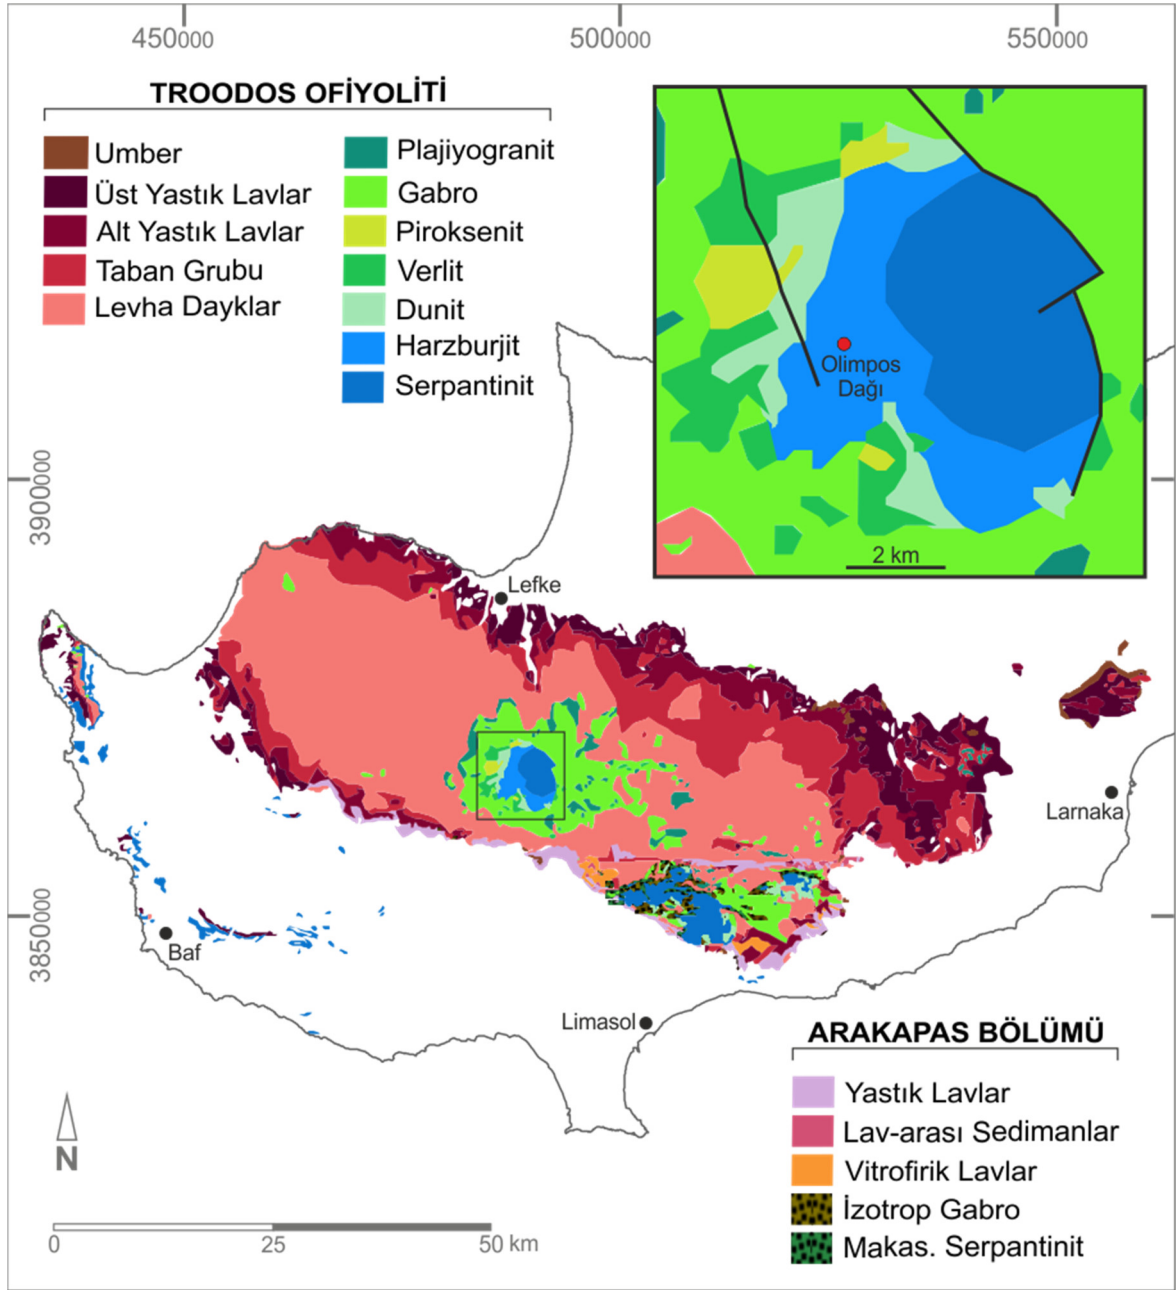 450000
500000
550000
TROODOS OFİYOLİTİ
Umber
Üst Yastık Lavlar
Alt Yastık Lavlar
Taban Grubu
Levha Dayklar
Plajiyogranit
Gabro
Piroksenit
Verlit
Dunit
Harzburjit
Serpantinit
Olimpos
Dağı
2 km
3900000
Lefke
Larnaka
3850000
Baf
Limasol
ARAKAPAS BÖLÜMÜ
Yastık Lavlar
Lav-arası Sedimanlar
Vitrofirik Lavlar
İzotrop Gabro
Makas. Serpantinit
N
0
25
50 km